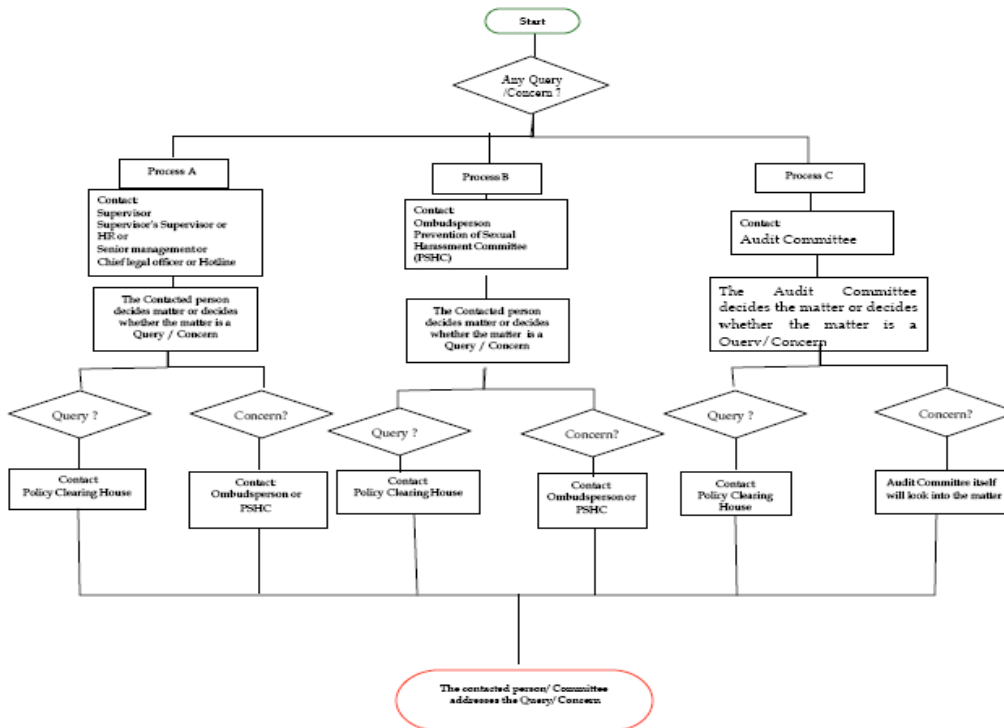 Start
Any Query
/Concern ?
Process A
Process B
Process C
Contact:
Supervisor
Supervisor's Supervisor or
HR or
Senior management or
Chief legal officer or Hotline
Contact:
Ombudsperson
Prevention of Sexual
Harassment Committee
(PSHC)
Contact:
Audit Committee
The Contacted person
decides matter or decides
whether the matter is a
Query / Concern
The Contacted person
decides matter or decides
whether the matter is a
Query / Concern
The Audit Committee
decides the matter or decides
whether the matter is a
Query/Concern
Query ?
Concern?
Query ?
Concern?
Query ?
Concern?
Contact
Policy Clearing House
Contact:
Ombudsperson or
PSHC
Contact
Policy Clearing House
Contact
Ombudsperson or
PSHC
Contact
Policy Clearing
House
Audit Committee itself
will look into the matter
The contacted person/ Committee
addresses the Query/ Concern